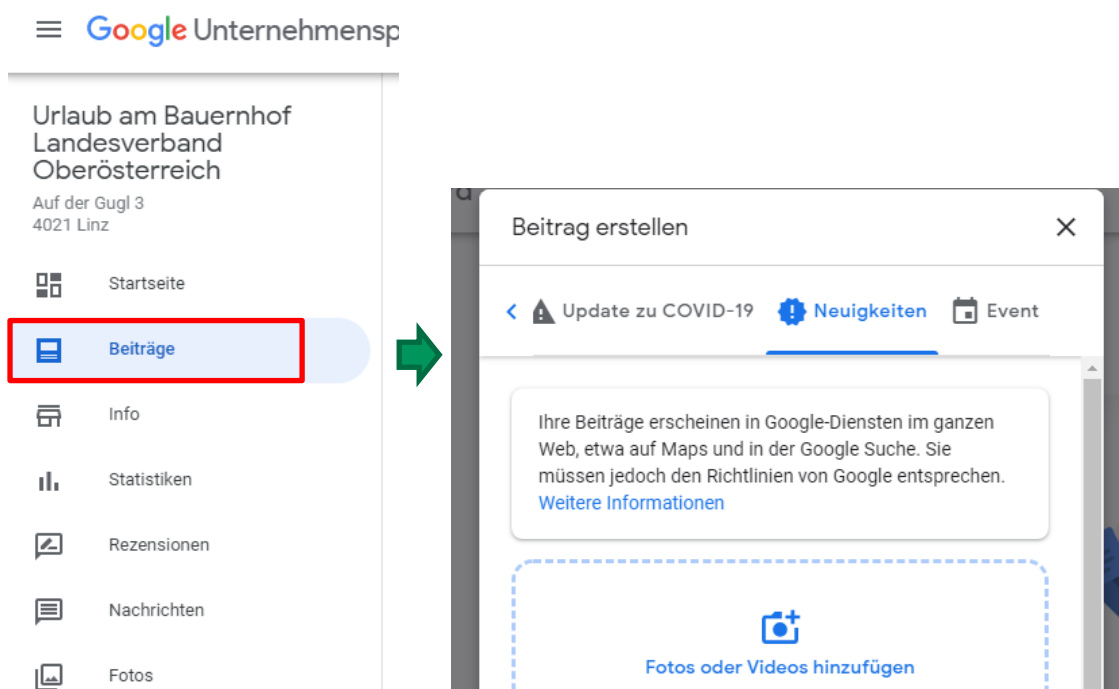 Google Unternehmensp
Urlaub am Bauernhof
Landesverband
Oberösterreich
Auf der Gugl 3
4021 Linz
Startseite
Beiträge
Info
Statistiken
Rezensionen
Nachrichten
Fotos
Beitrag erstellen
Update zu COVID-19 Neuigkeiten Event
Ihre Beiträge erscheinen in Google-Diensten im ganzen
Web, etwa auf Maps und in der Google Suche. Sie
müssen jedoch den Richtlinien von Google entsprechen.
Weitere Informationen
Fotos oder Videos hinzufügen